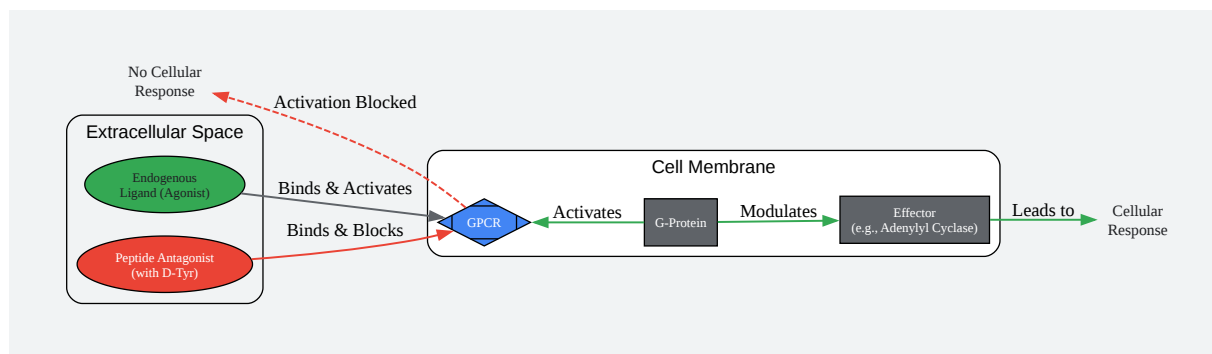 No Cellular
Response
Activation Blocked
Extracellular Space
Endogenous
Ligand (Agonist)
Binds & Activates
Peptide Antagonist
(with D-Tyr)
Binds & Blocks
Cell Membrane
GPCR
Activates
G-Protein
Modulates
Effector
(e.g., Adenylyl Cyclase)
Leads to
Cellular
Response